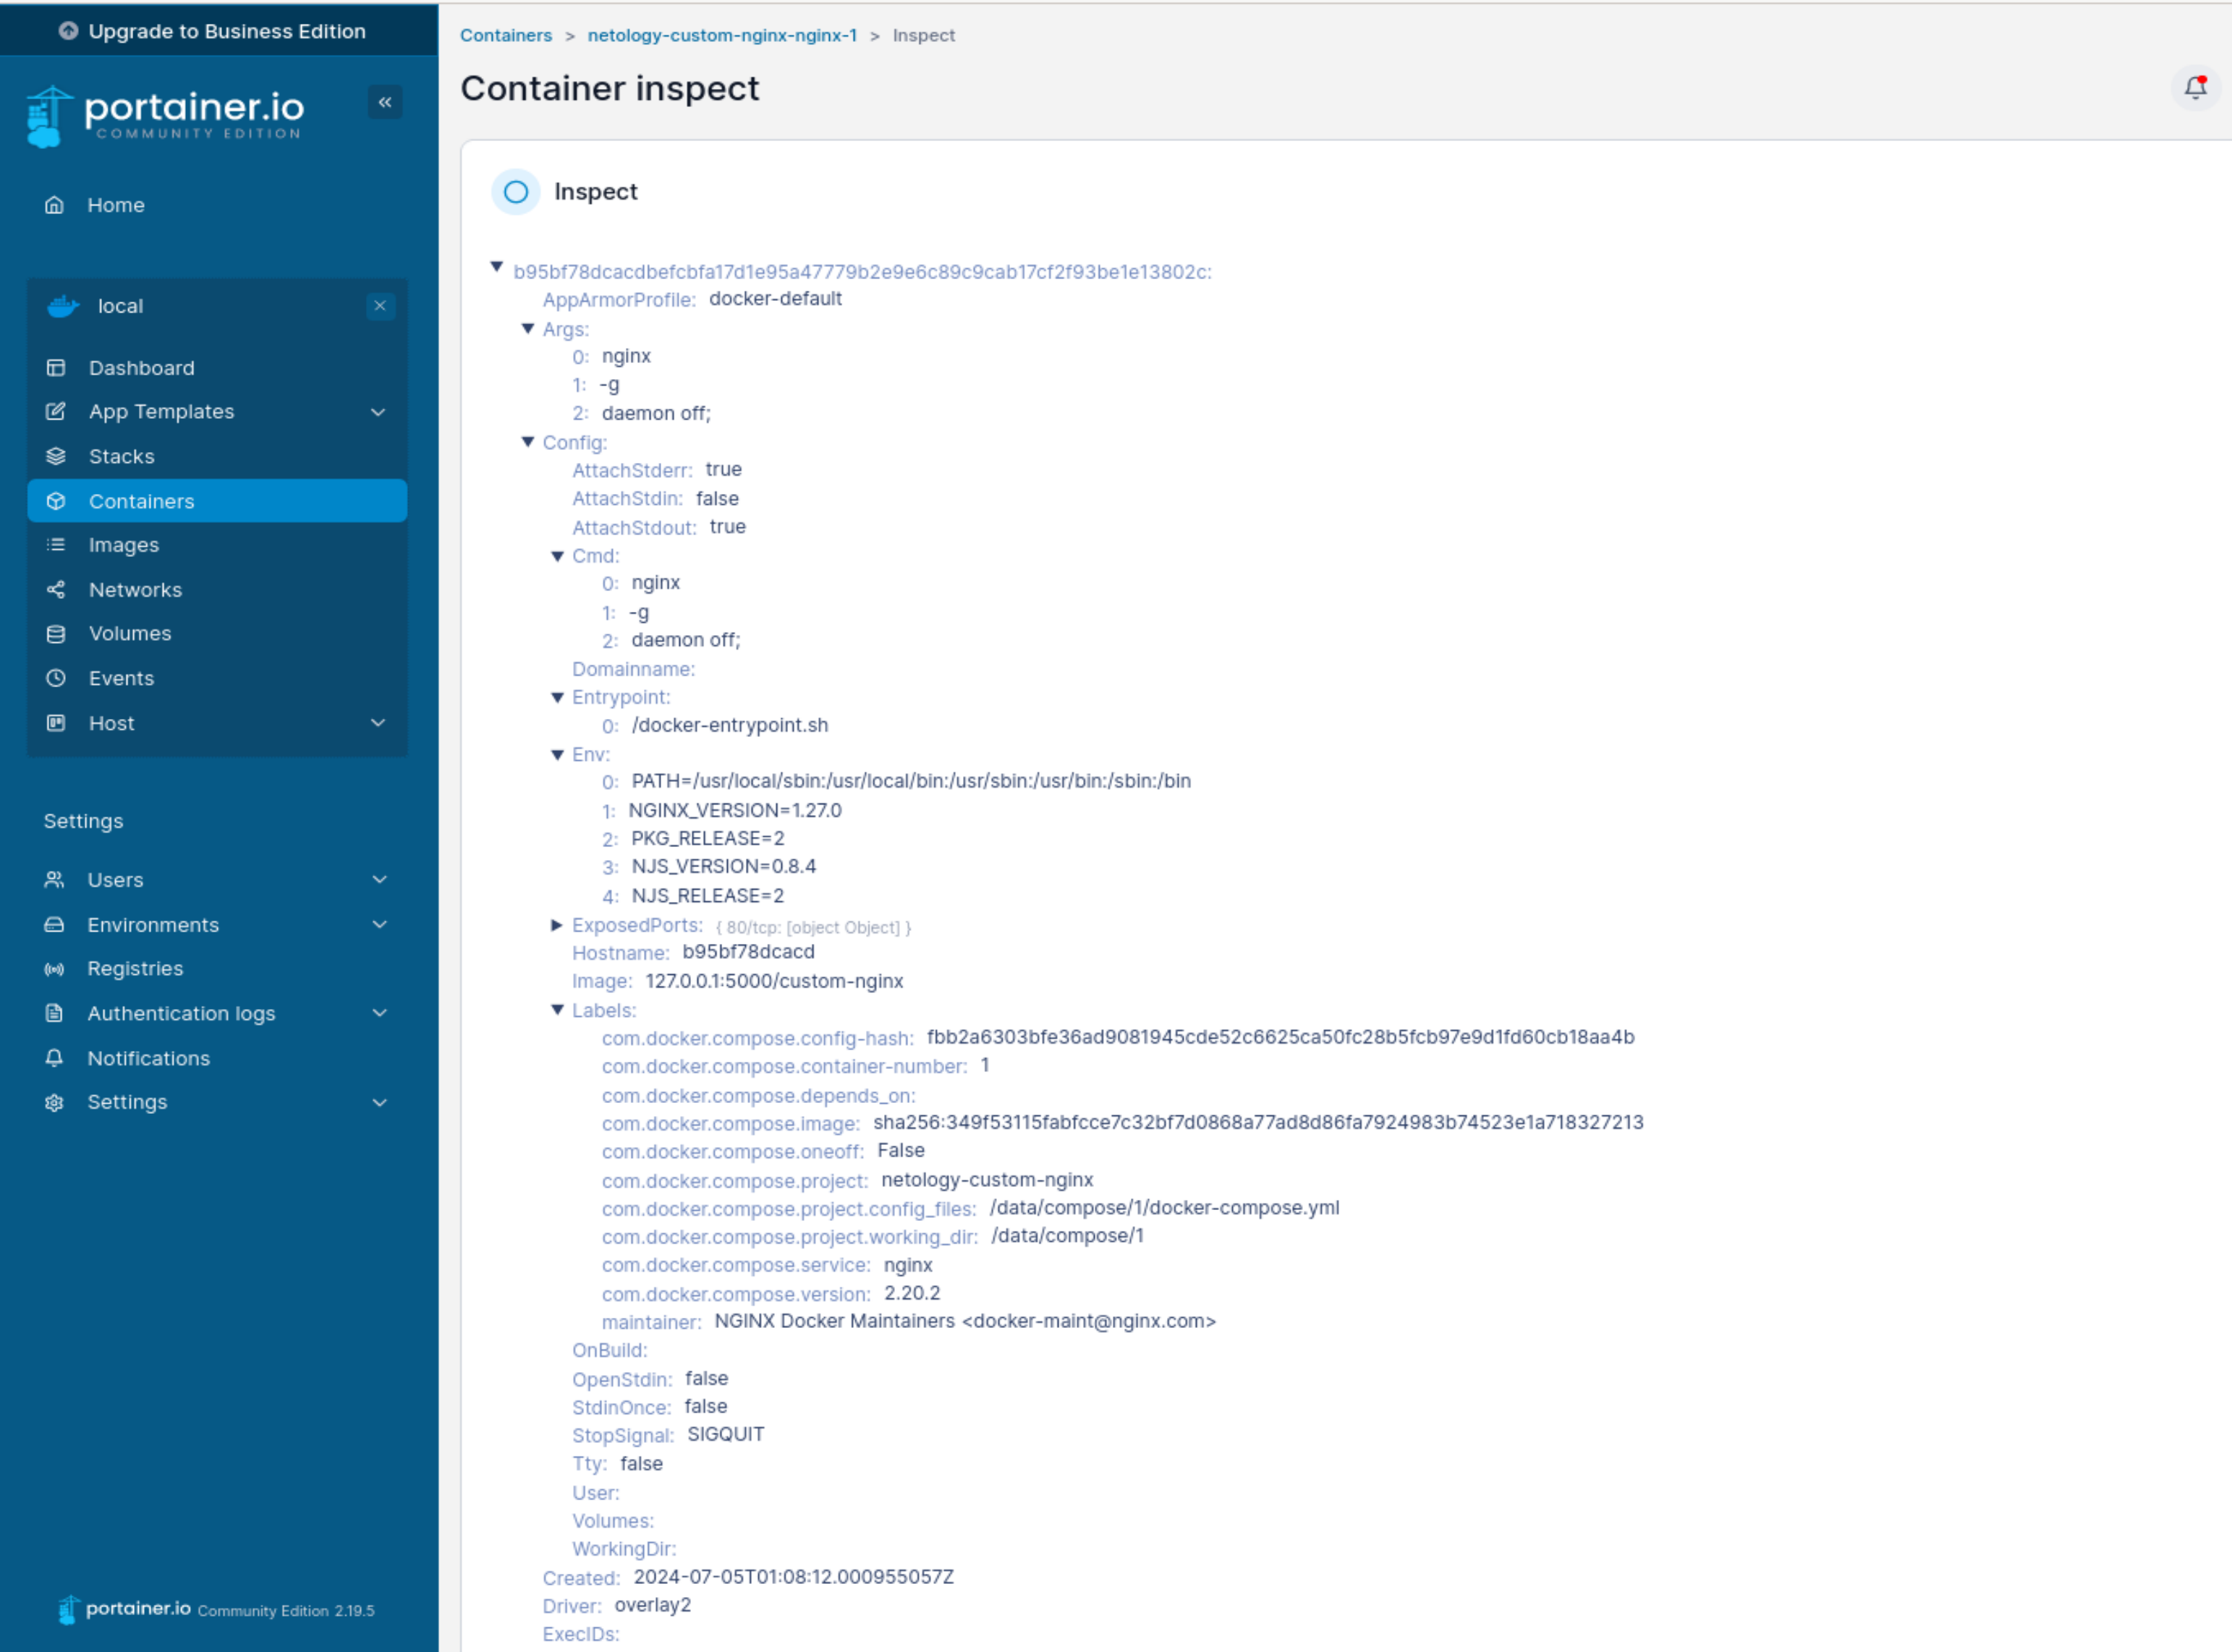 Upgrade to Business Edition
portainer.io
COMMUNITY EDITION
Home
local
Dashboard
App Templates
Stacks
Containers
Images
Networks
Volumes
Events
Host
Settings
Users
Environments
Registries
Authentication logs
Notifications
Settings
portainer.io Community Edition 2.19.5
Containers > netology-custom-nginx-nginx-1 > Inspect
Container inspect
Inspect
b95bf78dcacdbefcbfa17d1e95a47779b2e9e6c89c9cab17cf2f93be1e13802c:
AppArmorProfile: docker-default
Args:
0: nginx
1: -g
2: daemon off;
Config:
AttachStderr: true
AttachStdin: false
AttachStdout: true
Cmd:
0: nginx
1: -g
2: daemon off;
Domainname:
Entrypoint:
0: /docker-entrypoint.sh
Env:
0: PATH=/usr/local/sbin:/usr/local/bin:/usr/sbin:/usr/bin:/sbin:/bin
1: NGINX_VERSION=1.27.0
2: PKG_RELEASE=2
3: NJS_VERSION=0.8.4
4: NJS_RELEASE=2
ExposedPorts: { 80/tcp: [object Object] }
Hostname: b95bf78dcacd
Image: 127.0.0.1:5000/custom-nginx
Labels:
com.docker.compose.config-hash: fbb2a6303bfe36ad9081945cde52c6625ca50fc28b5fcb97e9d1fd60cb18aa4b
com.docker.compose.container-number: 1
com.docker.compose.depends_on:
com.docker.compose.image: sha256:349f53115fabfcce7c32bf7d0868a77ad8d86fa7924983b74523e1a718327213
com.docker.compose.oneoff: False
com.docker.compose.project: netology-custom-nginx
com.docker.compose.project.config_files: /data/compose/1/docker-compose.yml
com.docker.compose.project.working_dir: /data/compose/1
com.docker.compose.service: nginx
com.docker.compose.version: 2.20.2
maintainer: NGINX Docker Maintainers <docker-maint@nginx.com>
OnBuild:
OpenStdin: false
StdinOnce: false
StopSignal: SIGQUIT
Tty: false
User:
Volumes:
WorkingDir:
Created: 2024-07-05T01:08:12.000955057Z
Driver: overlay2
ExecIDs: